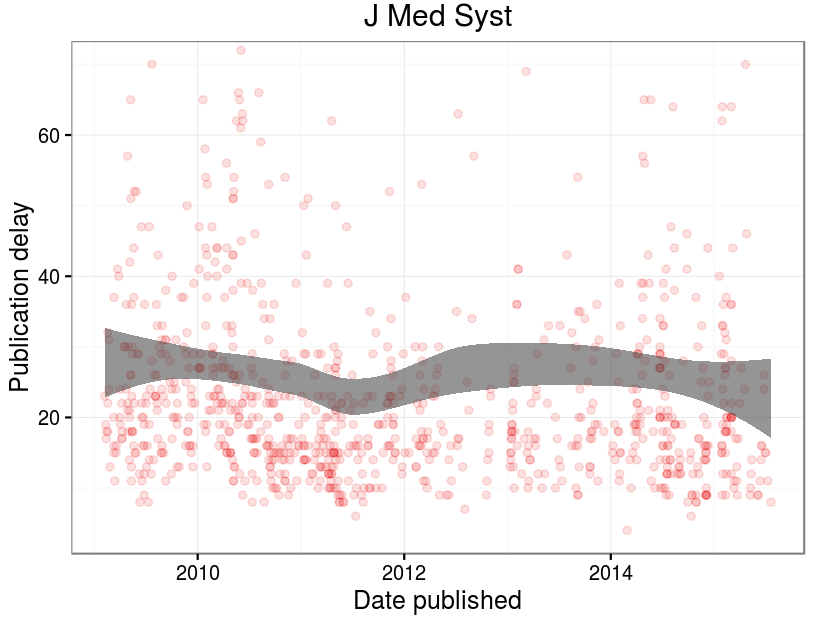 J Med Syst
Publication delay
60
40
20
2010 2012 2014
Date published